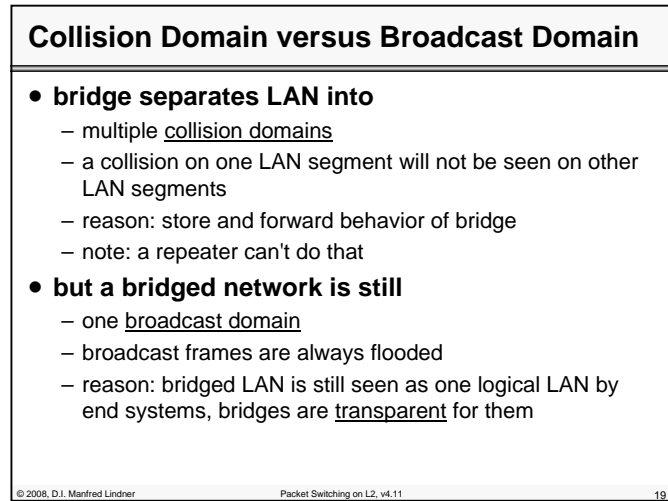 Collision Domain versus Broadcast Domain
• bridge separates LAN into
– multiple collision domains
– a collision on one LAN segment will not be seen on other
LAN segments
– reason: store and forward behavior of bridge
– note: a repeater can't do that
• but a bridged network is still
– one broadcast domain
– broadcast frames are always flooded
– reason: bridged LAN is still seen as one logical LAN by
end systems, bridges are transparent for them
© 2008, D.I. Manfred Lindner Packet Switching on L2, v4.11 19